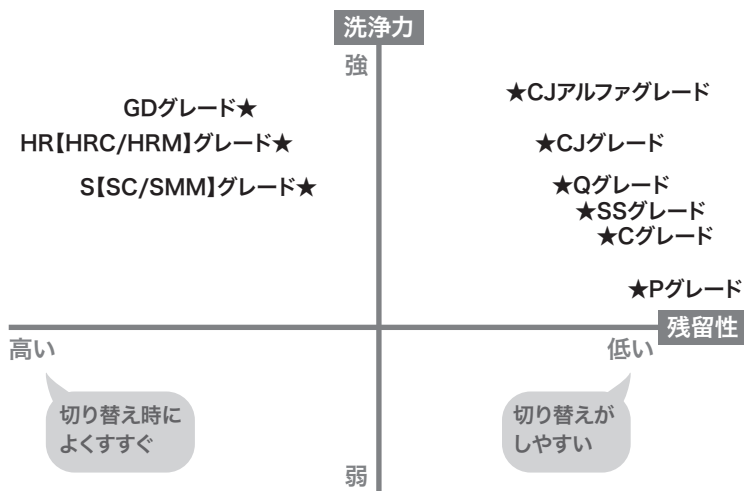 洗浄力
強
★CJアルファグレード
GDグレード★
HR【HRC/HRM】グレード★
★CJグレード
S【SC/SMM】グレード★
★Qグレード
★SSグレード
★Cグレード
★Pグレード
残留性
高い
低い
切り替え時に
よくすすぐ
切り替えが
しやすい
弱